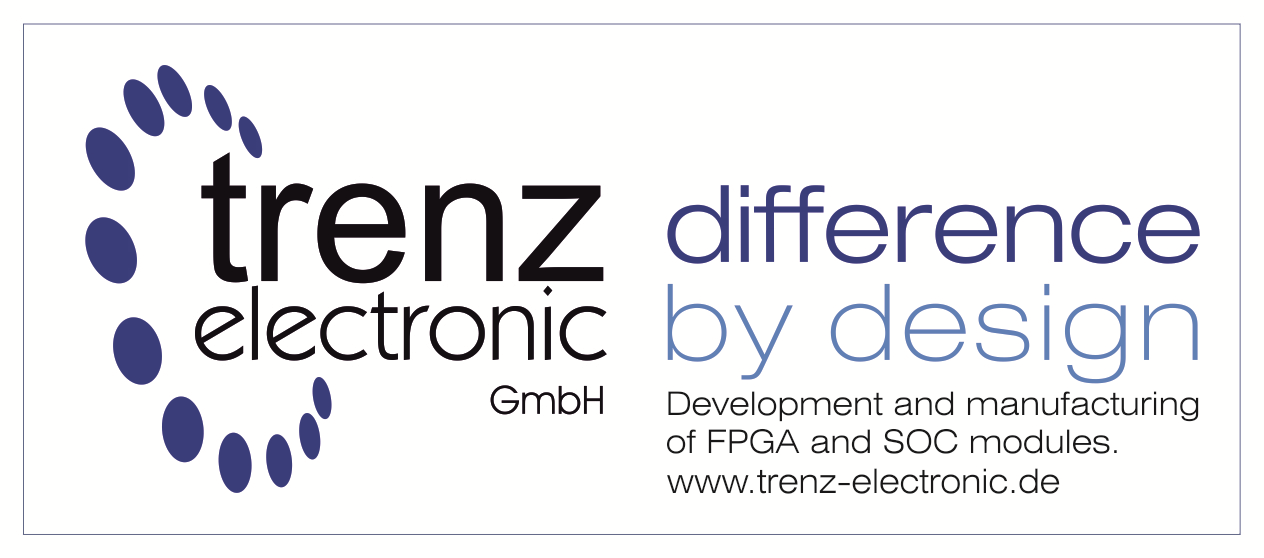 trenz
electronic
GmbH
difference
by design
Development and manufacturing
of FPGA and SOC modules.
www.trenz-electronic.de